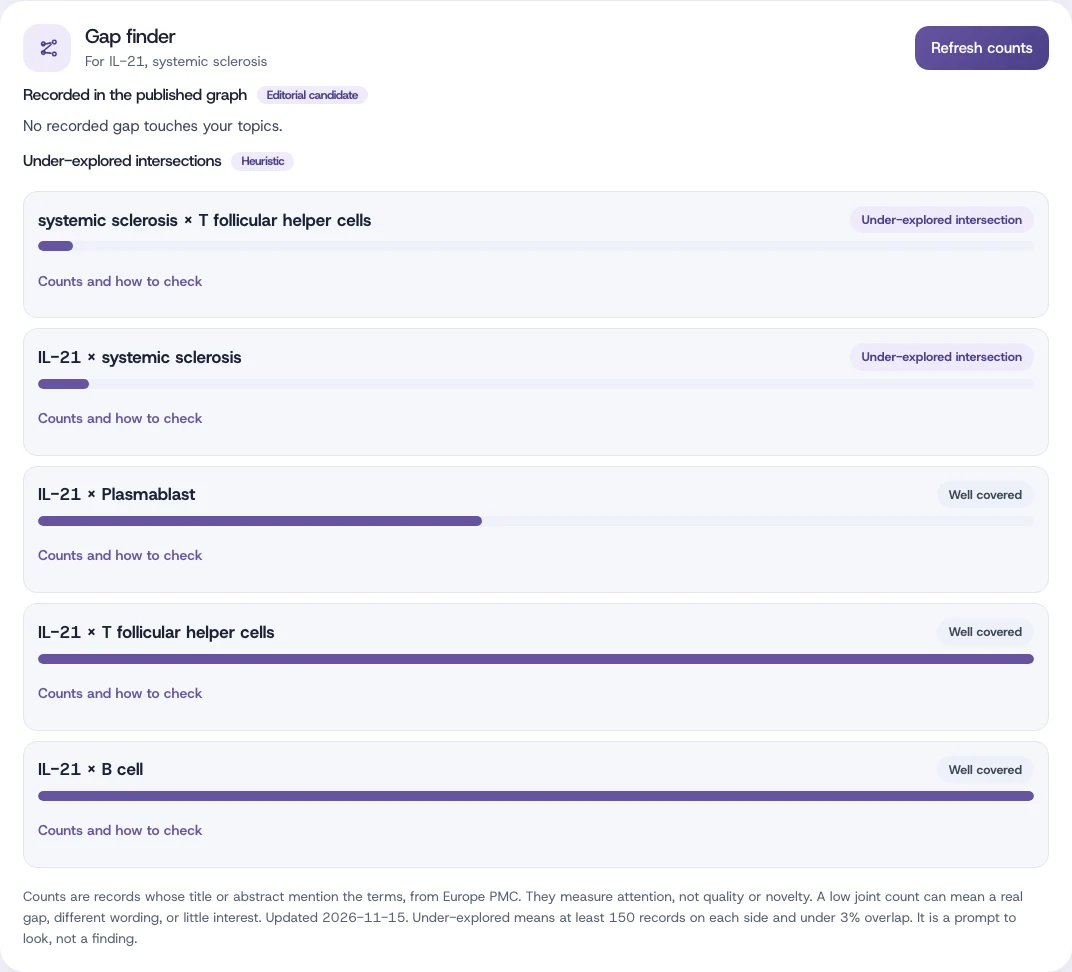 Gap finder
For IL-21, systemic sclerosis
Refresh counts
Recorded in the published graph
Editorial candidate
No recorded gap touches your topics.
Under-explored intersections
Heuristic
systemic sclerosis × T follicular helper cells
Under-explored intersection
Counts and how to check
IL-21 × systemic sclerosis
Under-explored intersection
Counts and how to check
IL-21 × Plasmablast
Well covered
Counts and how to check
IL-21 × T follicular helper cells
Well covered
Counts and how to check
IL-21 × B cell
Well covered
Counts and how to check
Counts are records whose title or abstract mention the terms, from Europe PMC. They measure attention, not quality or novelty. A low joint count can mean a real
gap, different wording, or little interest. Updated 2026-11-15. Under-explored means at least 150 records on each side and under 3% overlap. It is a prompt to
look, not a finding.